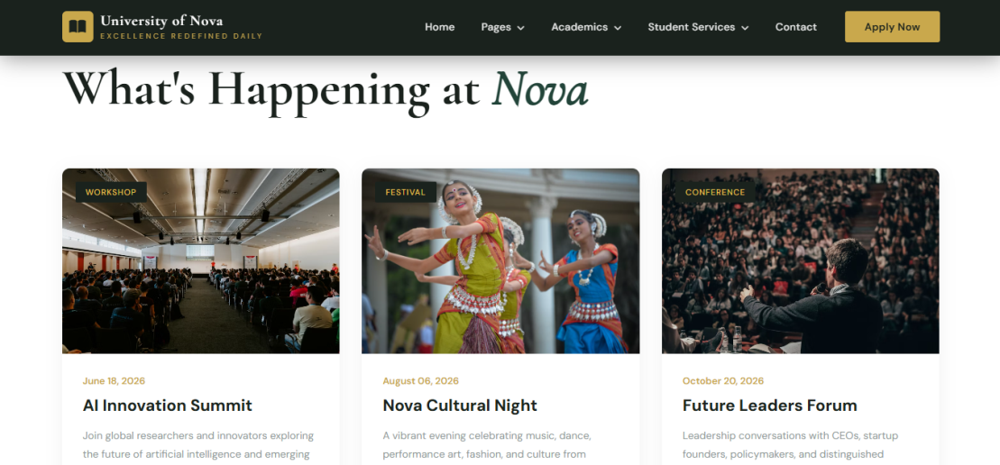 University of Nova
EXCELLENCE REDEFINED DAILY
Home
Pages
Academics
Student Services
Contact
Apply Now
What's Happening at Nova
WORKSHOP
June 18, 2026
AI Innovation Summit
Join global researchers and innovators exploring
the future of artificial intelligence and emerging
FESTIVAL
August 06, 2026
Nova Cultural Night
A vibrant evening celebrating music, dance,
performance art, fashion, and culture from
CONFERENCE
October 20, 2026
Future Leaders Forum
Leadership conversations with CEOs, startup
founders, policymakers, and distinguished